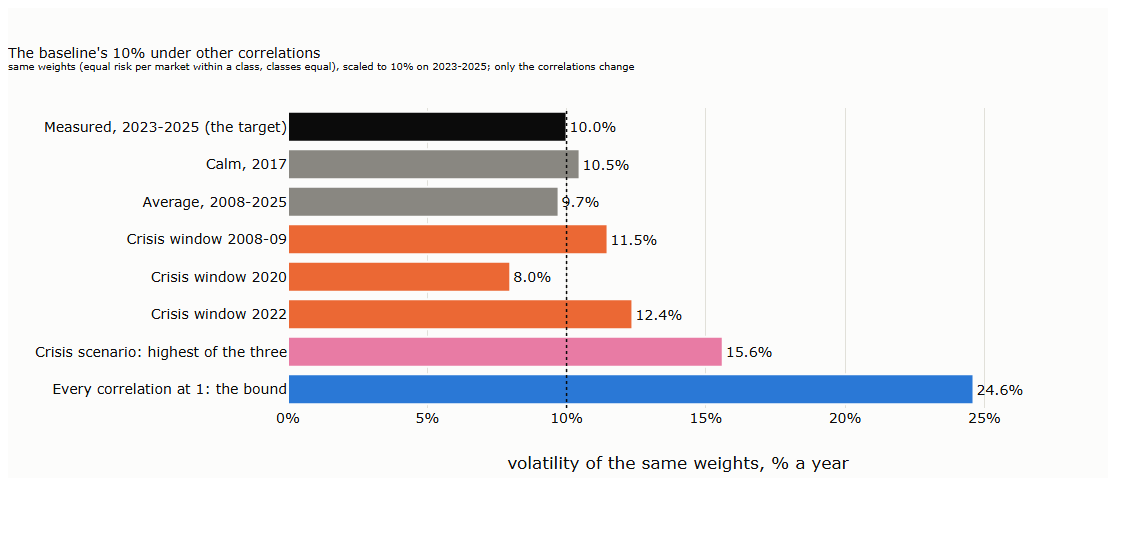 The baseline's 10% under other correlations
same weights (equal risk per market within a class, classes equal), scaled to 10% on 2023-2025; only the correlations change
Measured, 2023-2025 (the target) 10.0%
Calm, 2017 10.5%
Average, 2008-2025 9.7%
Crisis window 2008-09 11.5%
Crisis window 2020 8.0%
Crisis window 2022 12.4%
Crisis scenario: highest of the three 15.6%
Every correlation at 1: the bound 24.6%
0% 5% 10% 15% 20% 25%
volatility of the same weights, % a year